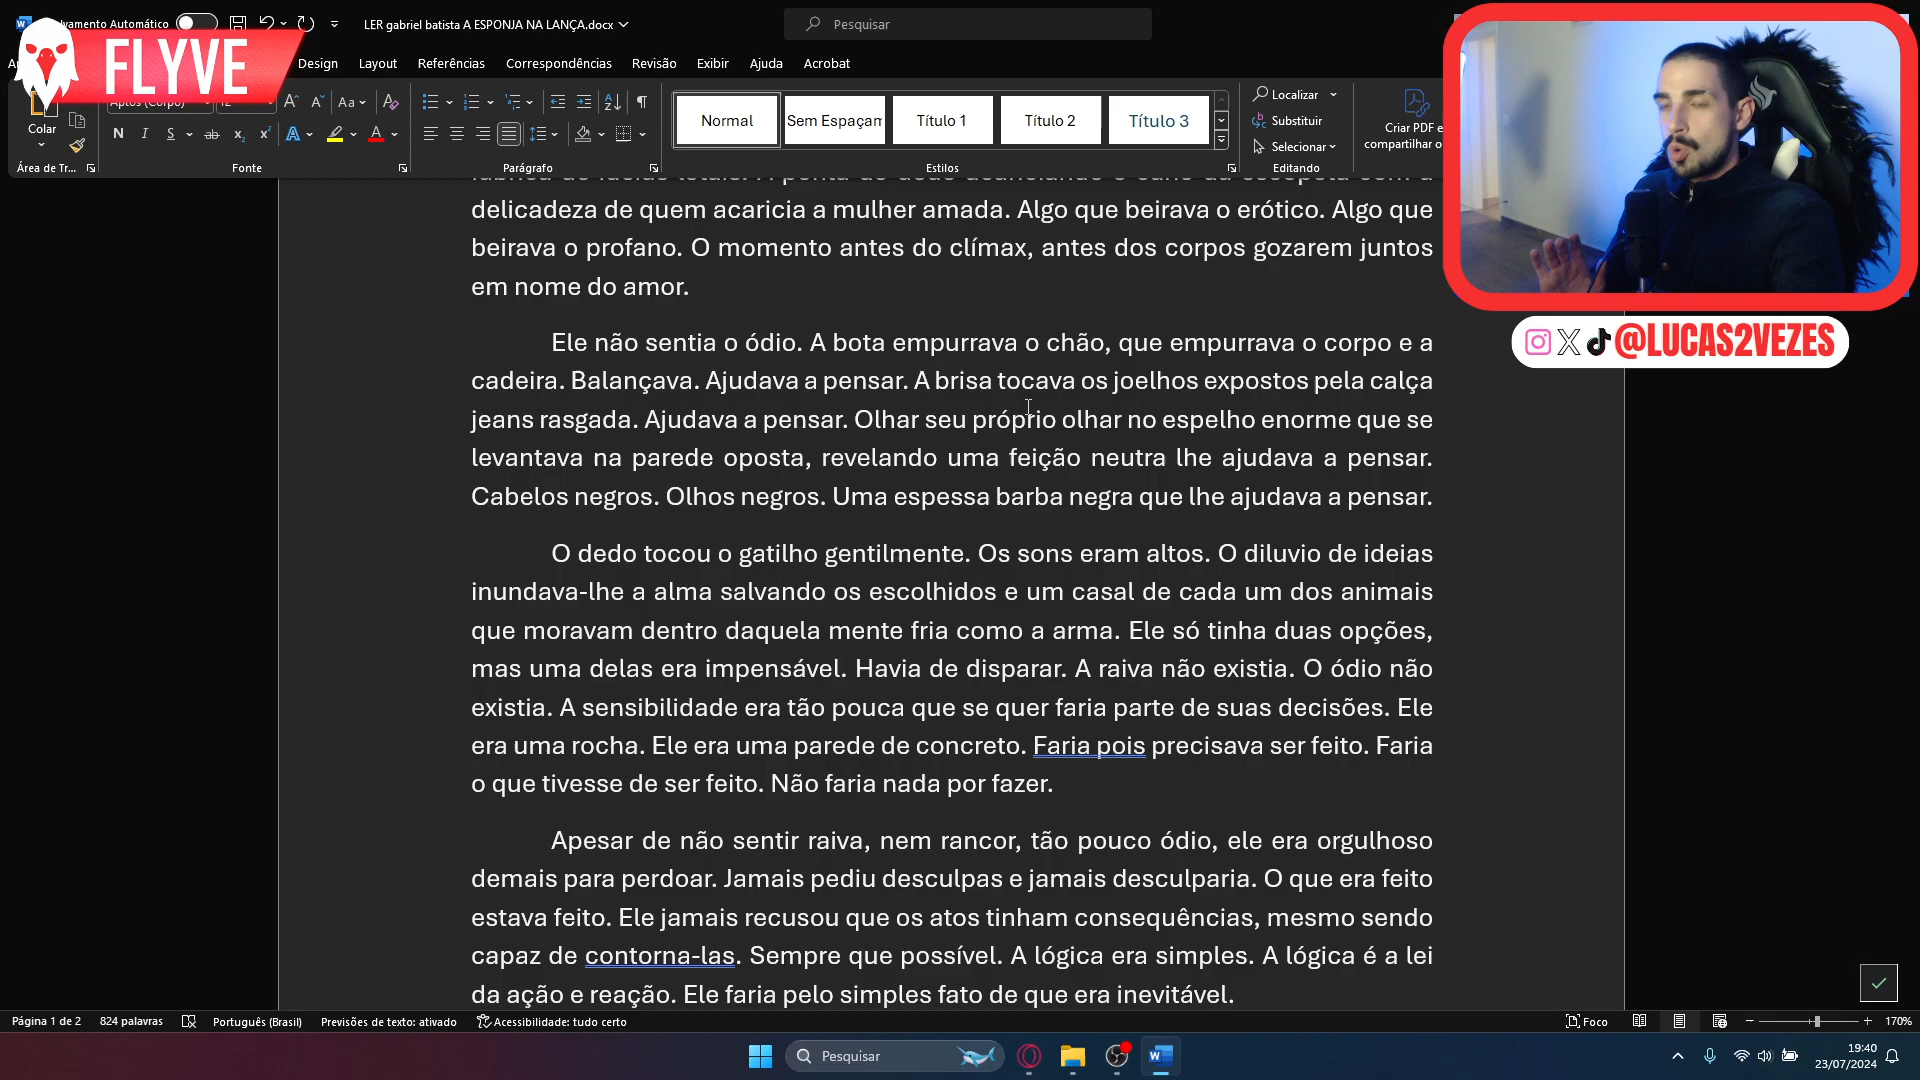 Salvamento Automático
LER gabriel batista A ESPONJA NA LANÇA.docx
Pesquisar
FLYVE
Design
Layout
Referências
Correspondências
Revisão
Exibir
Ajuda
Acrobat
Colar
Aptos (Corpo)
12
Aa
N I S ab
Área de Tr...
Fonte
Parágrafo
Normal
Sem Espaçam
Título 1
Título 2
Título 3
Estilos
Localizar
Substituir
Selecionar
Editando
Criar PDF e
compartilhar o
@LUCAS2VEZES
delicadeza de quem acaricia a mulher amada. Algo que beirava o erótico. Algo que
beirava o profano. O momento antes do clímax, antes dos corpos gozarem juntos
em nome do amor.
Ele não sentia o ódio. A bota empurrava o chão, que empurrava o corpo e a
cadeira. Balançava. Ajudava a pensar. A brisa tocava os joelhos expostos pela calça
jeans rasgada. Ajudava a pensar. Olhar seu próprio olhar no espelho enorme que se
levantava na parede oposta, revelando uma feição neutra lhe ajudava a pensar.
Cabelos negros. Olhos negros. Uma espessa barba negra que lhe ajudava a pensar.
O dedo tocou o gatilho gentilmente. Os sons eram altos. O diluvio de ideias
inundava-lhe a alma salvando os escolhidos e um casal de cada um dos animais
que moravam dentro daquela mente fria como a arma. Ele só tinha duas opções,
mas uma delas era impensável. Havia de disparar. A raiva não existia. O ódio não
existia. A sensibilidade era tão pouca que se quer faria parte de suas decisões. Ele
era uma rocha. Ele era uma parede de concreto. Faria pois precisava ser feito. Faria
o que tivesse de ser feito. Não faria nada por fazer.
Apesar de não sentir raiva, nem rancor, tão pouco ódio, ele era orgulhoso
demais para perdoar. Jamais pediu desculpas e jamais desculparia. O que era feito
estava feito. Ele jamais recusou que os atos tinham consequências, mesmo sendo
capaz de contorna-las. Sempre que possível. A lógica era simples. A lógica é a lei
da ação e reação. Ele faria pelo simples fato de que era inevitável.
Página 1 de 2
824 palavras
Português (Brasil)
Previsões de texto: ativado
Acessibilidade: tudo certo
Foco
170%
Pesquisar
19:40
23/07/2024